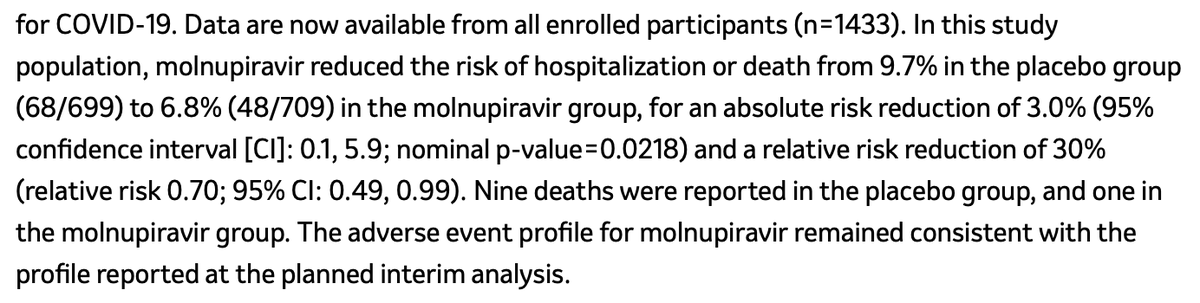 for COVID-19. Data are now available from all enrolled participants (n=1433). In this study
population, molnupiravir reduced the risk of hospitalization or death from 9.7% in the placebo group
(68/699) to 6.8% (48/709) in the molnupiravir group, for an absolute risk reduction of 3.0% (95%
confidence interval [CI]: 0.1, 5.9; nominal p-value=0.0218) and a relative risk reduction of 30%
(relative risk 0.70; 95% CI: 0.49, 0.99). Nine deaths were reported in the placebo group, and one in
the molnupiravir group. The adverse event profile for molnupiravir remained consistent with the
profile reported at the planned interim analysis.